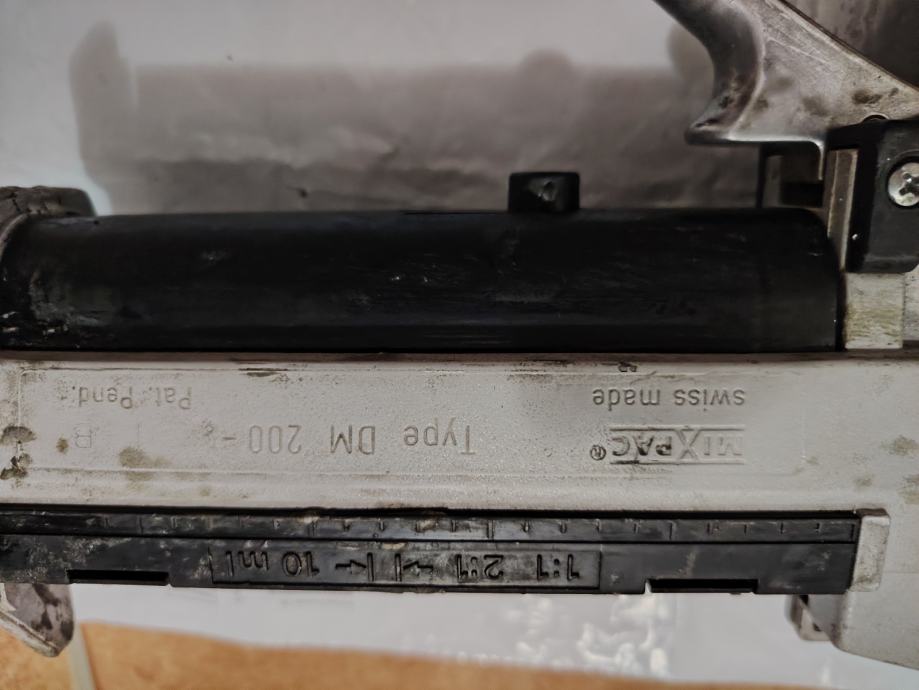 1:1 2:1 →|← 10 ml
MIXPAC® Type DM 200- B
swiss made Pat. Pend.